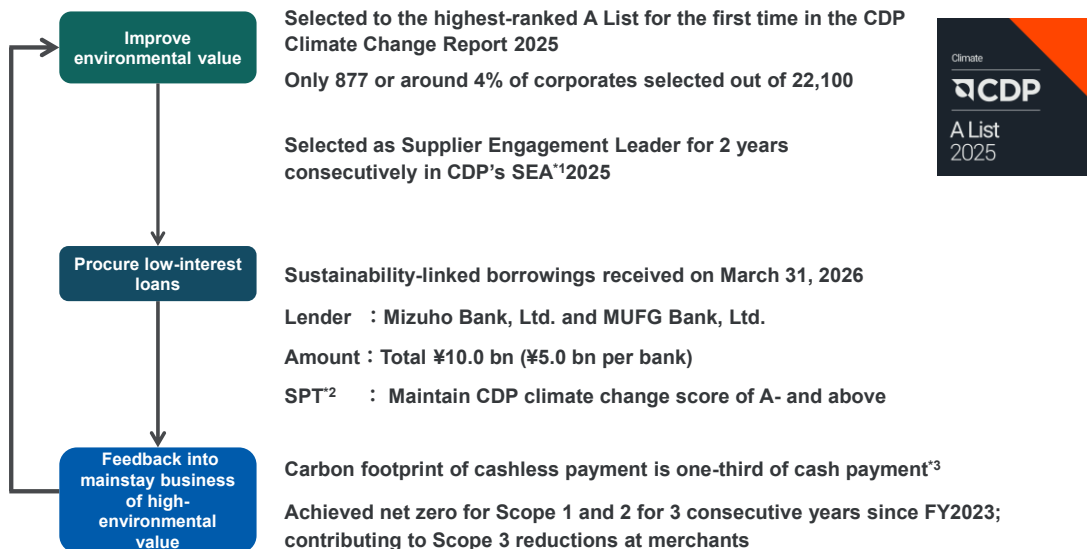 Improve
environmental value
Selected to the highest-ranked A List for the first time in the CDP
Climate Change Report 2025
Only 877 or around 4% of corporates selected out of 22,100
Selected as Supplier Engagement Leader for 2 years
consecutively in CDP's SEA*1 2025
Climate
CDP
A List
2025
Procure low-interest
loans
Sustainability-linked borrowings received on March 31, 2026
Lender ：Mizuho Bank, Ltd. and MUFG Bank, Ltd.
Amount：Total ¥10.0 bn (¥5.0 bn per bank)
SPT*2 ： Maintain CDP climate change score of A- and above
Feedback into
mainstay business
of high-
environmental
value
Carbon footprint of cashless payment is one-third of cash payment*3
Achieved net zero for Scope 1 and 2 for 3 consecutive years since FY2023;
contributing to Scope 3 reductions at merchants